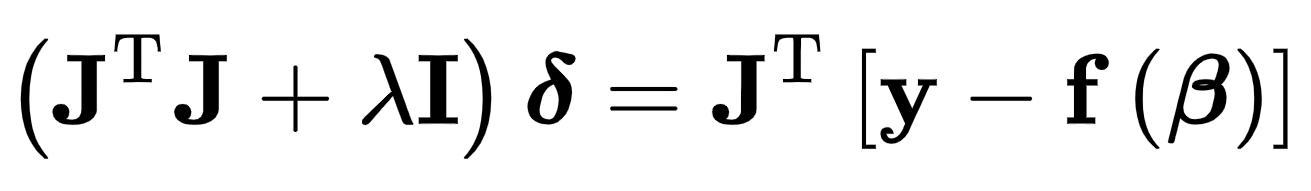 (JᵀJ + λI) δ = Jᵀ [y − f (β)]